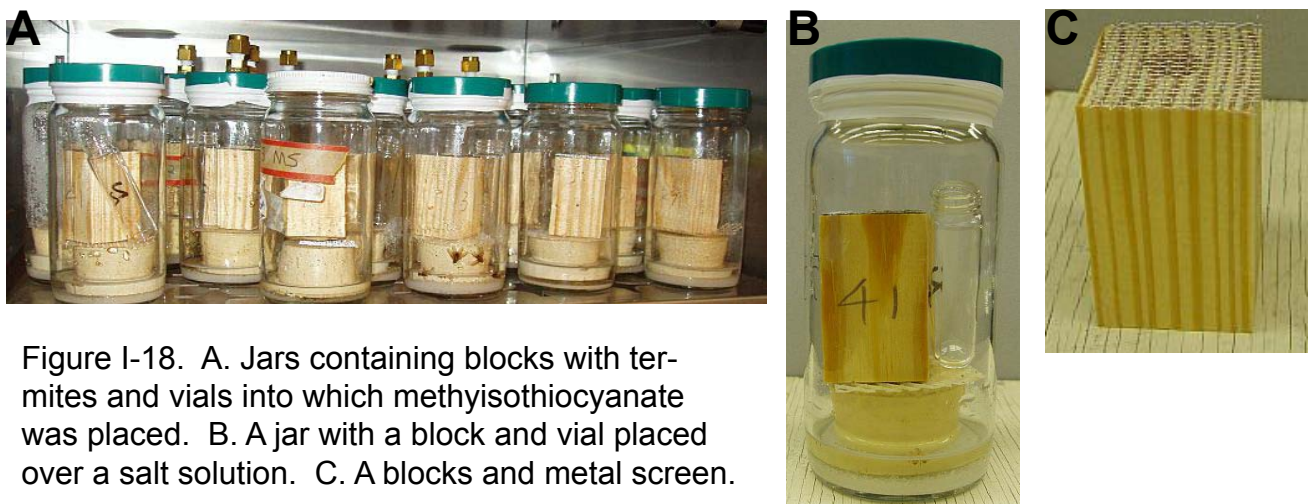 A
B
C
MS
41
Figure I-18. A. Jars containing blocks with ter-
mites and vials into which methyisothiocyanate
was placed. B. A jar with a block and vial placed
over a salt solution. C. A blocks and metal screen.